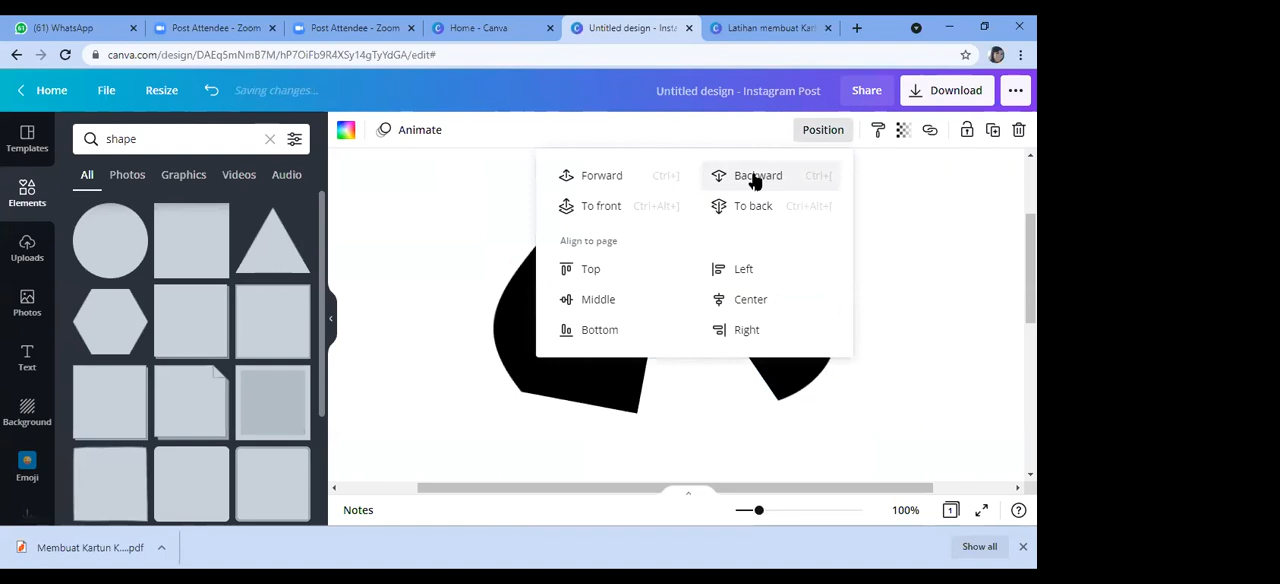 (61) WhatsApp
Post Attendee - Zoom
Post Attendee - Zoom
Home - Canva
Untitled design - Insta
Latihan membuat Kart
canva.com/design/DAEq5mNmB7M/hP7OiFb9R4XSy14gTyYdGA/edit#
Home
File
Resize
Saving changes...
Untitled design - Instagram Post
Share
Download
Templates
shape
Animate
Position
All
Photos
Graphics
Videos
Audio
Elements
Uploads
Photos
Text
Background
Emoji
Forward Ctrl+]
Backward Ctrl+[
To front Ctrl+Alt+]
To back Ctrl+Alt+[
Align to page
Top
Left
Middle
Center
Bottom
Right
Notes
100%
1
Membuat Kartun K....pdf
Show all